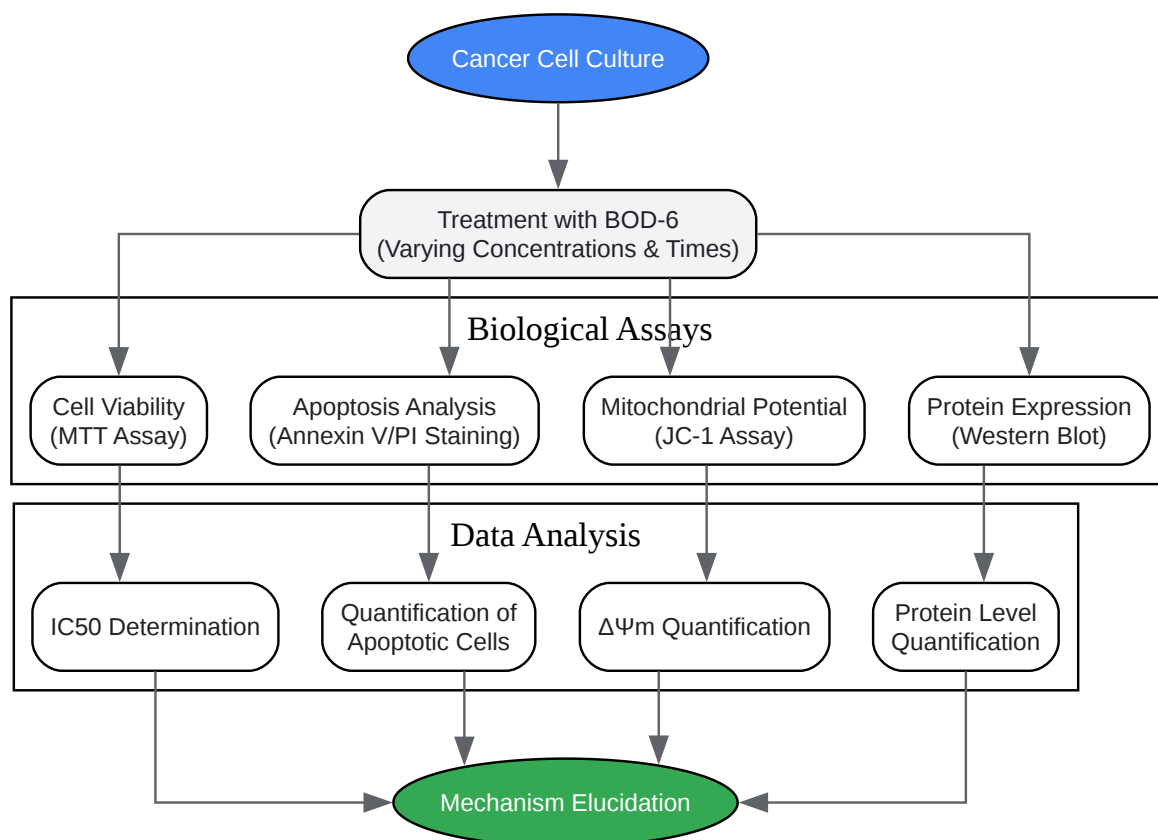 Cancer Cell Culture
Treatment with BOD-6
(Varying Concentrations & Times)
Biological Assays
Cell Viability
(MTT Assay)
Apoptosis Analysis
(Annexin V/PI Staining)
Mitochondrial Potential
(JC-1 Assay)
Protein Expression
(Western Blot)
Data Analysis
IC50 Determination
Quantification of
Apoptotic Cells
ΔΨm Quantification
Protein Level
Quantification
Mechanism Elucidation